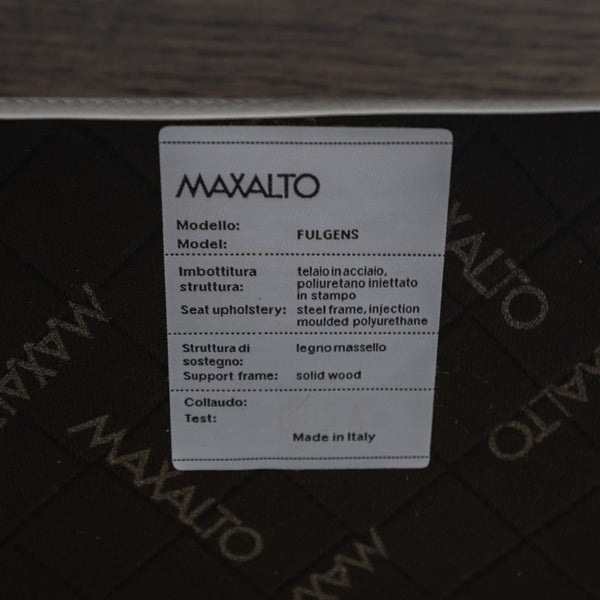 MAXALTO
Modello:
Model: FULGENS
Imbottitura struttura: telaio in acciaio, poliuretano iniettato in stampo
Seat upholstery: steel frame, injection moulded polyurethane
Struttura di sostegno: legno massello
Support frame: solid wood
Collaudo:
Test:
Made in Italy
MAXALTO
MAXALTO
MAXALTO
MAXALTO
MAXALTO